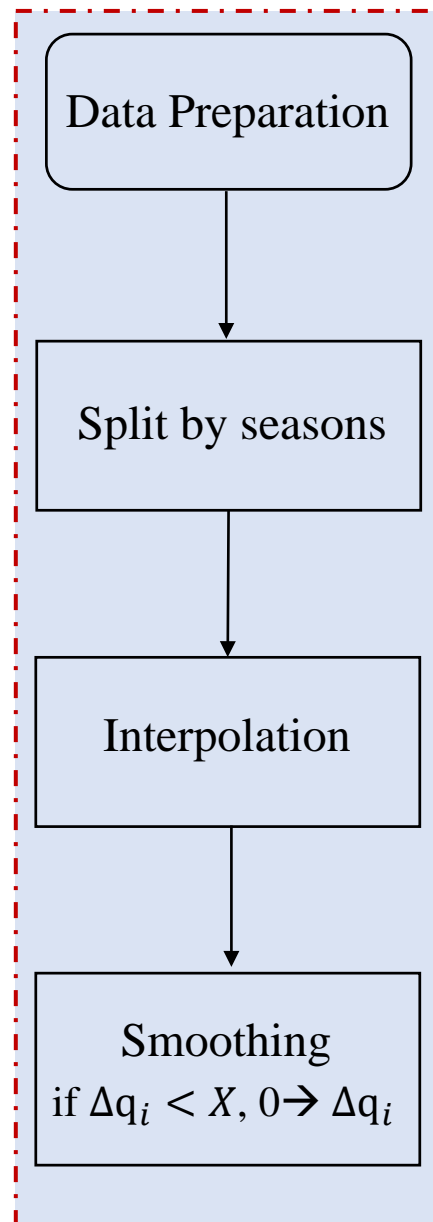 Data Preparation
Split by seasons
Interpolation
Smoothing
if Δq𝑖 < 𝑋, 0→ Δq𝑖